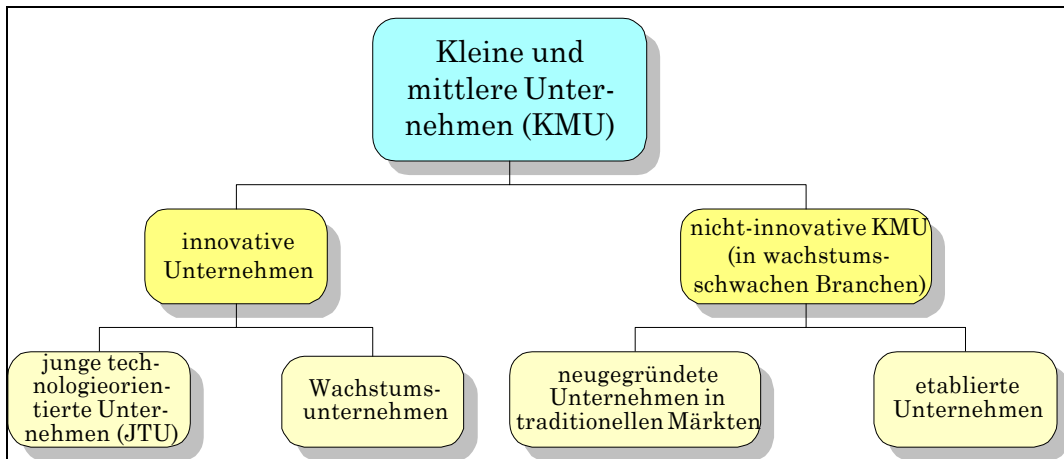 Kleine und
mittlere Unter-
nehmen (KMU)
innovative
Unternehmen
nicht-innovative KMU
(in wachstums-
schwachen Branchen)
junge tech-
nologieorien-
tierte Unter-
nehmen (JTU)
Wachstums-
unternehmen
neugegründete
Unternehmen in
traditionellen Märkten
etablierte
Unternehmen